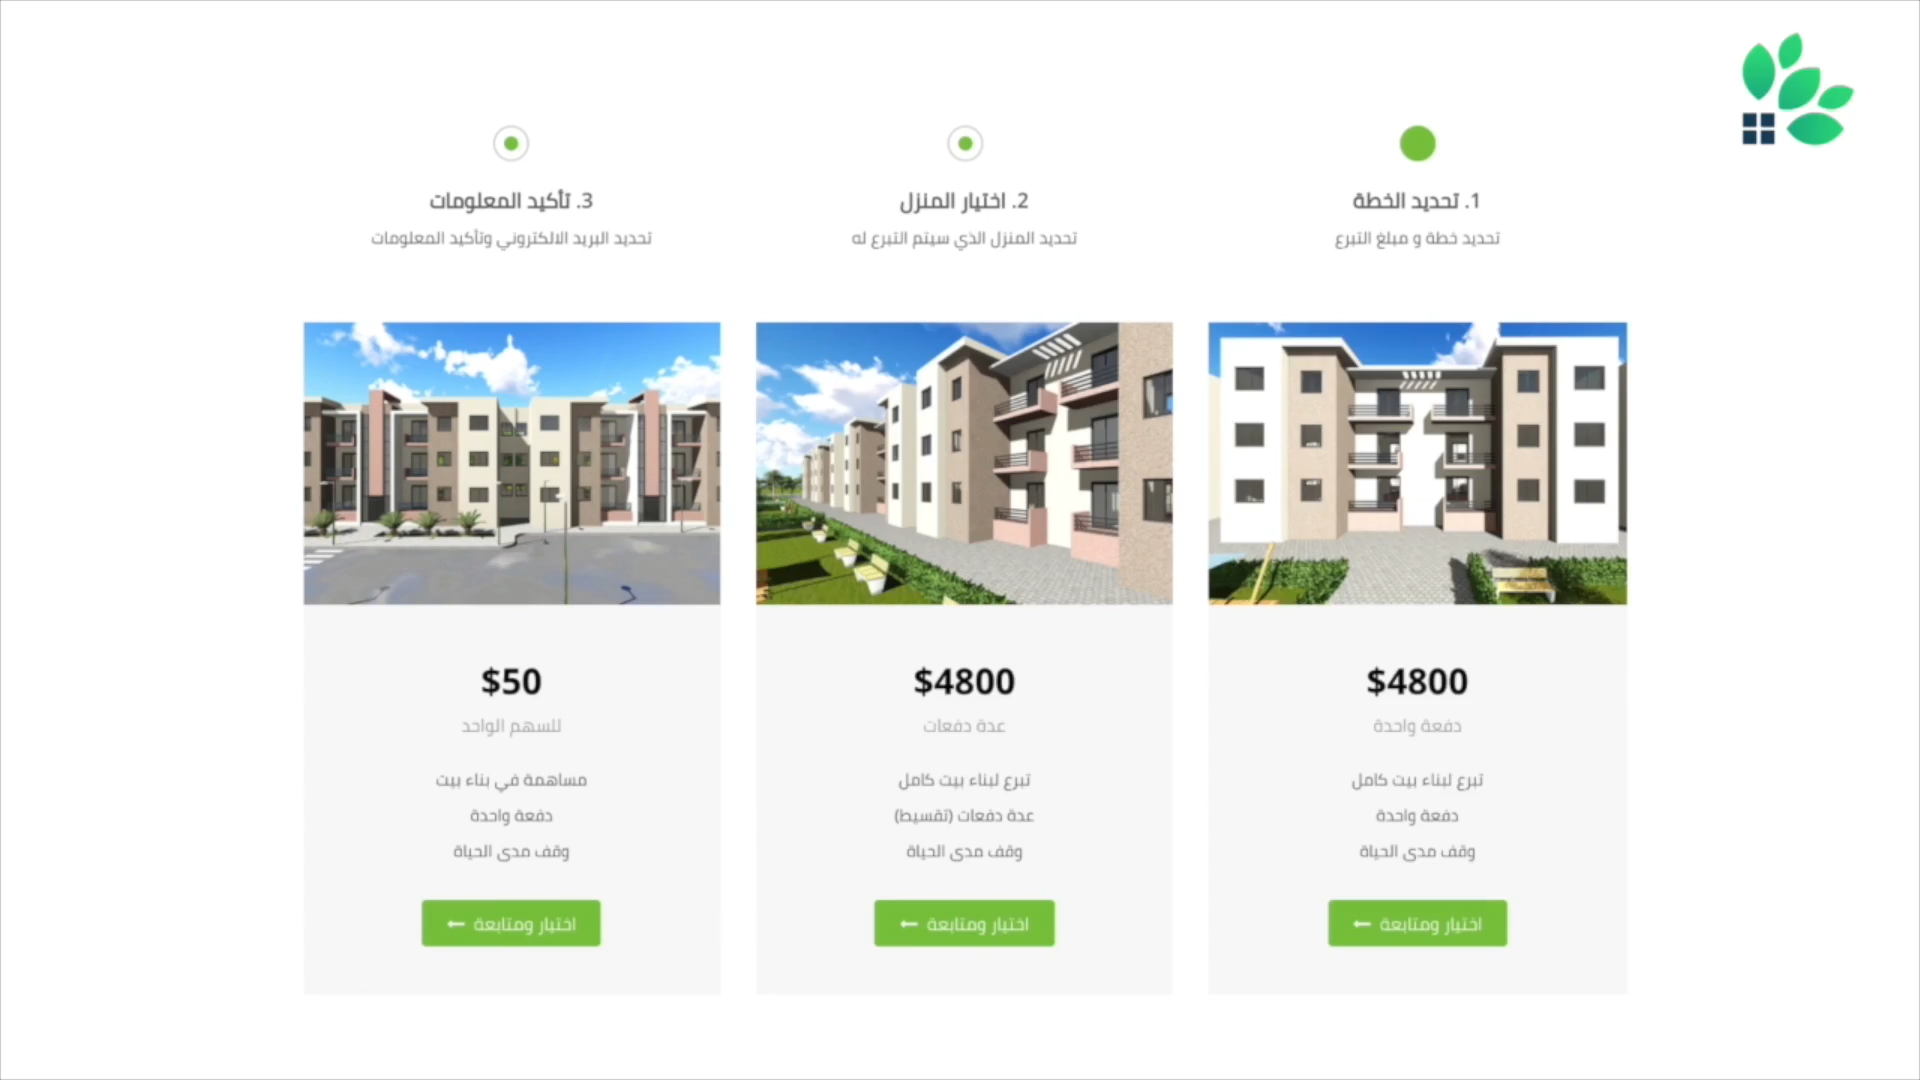 1. تحديد الخطة
تحديد خطة و مبلغ التبرع
2. اختيار المنزل
تحديد المنزل الذي سيتم التبرع له
3. تأكيد المعلومات
تحديد البريد الالكتروني وتأكيد المعلومات
$4800
دفعة واحدة
تبرع لبناء بيت كامل
دفعة واحدة
وقف مدى الحياة
اختيار ومتابعة
$4800
عدة دفعات
تبرع لبناء بيت كامل
عدة دفعات (تقسيط)
وقف مدى الحياة
اختيار ومتابعة
$50
للسهم الواحد
مساهمة في بناء بيت
دفعة واحدة
وقف مدى الحياة
اختيار ومتابعة